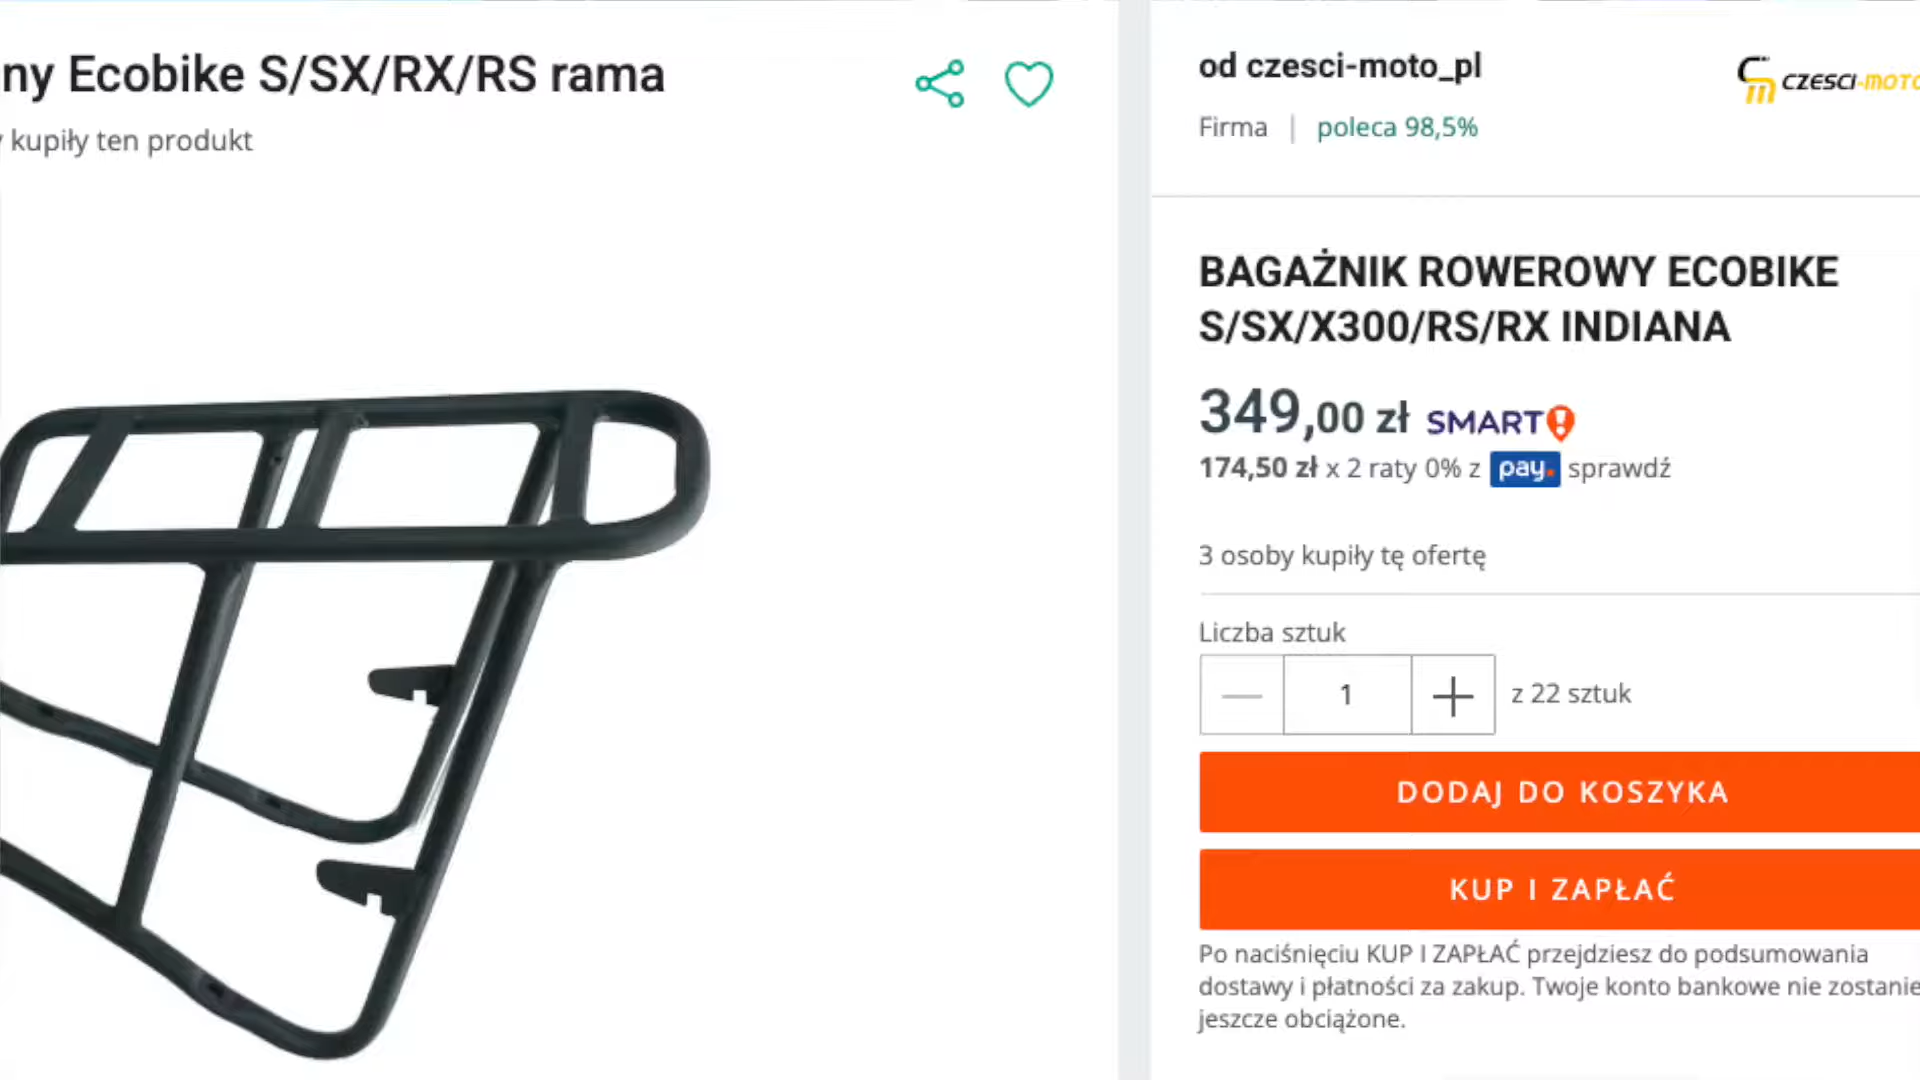 ny Ecobike S/SX/RX/RS rama
kupiły ten produkt
od czesci-moto_pl
CZESCI-MOTO
Firma | poleca 98,5%
BAGAŻNIK ROWEROWY ECOBIKE
S/SX/X300/RS/RX INDIANA
349,00 zł SMART!
174,50 zł x 2 raty 0% z pay. sprawdź
3 osoby kupiły tę ofertę
Liczba sztuk
— 1 + z 22 sztuk
DODAJ DO KOSZYKA
KUP I ZAPŁAĆ
Po naciśnięciu KUP I ZAPŁAĆ przejdziesz do podsumowania
dostawy i płatności za zakup. Twoje konto bankowe nie zostanie
jeszcze obciążone.